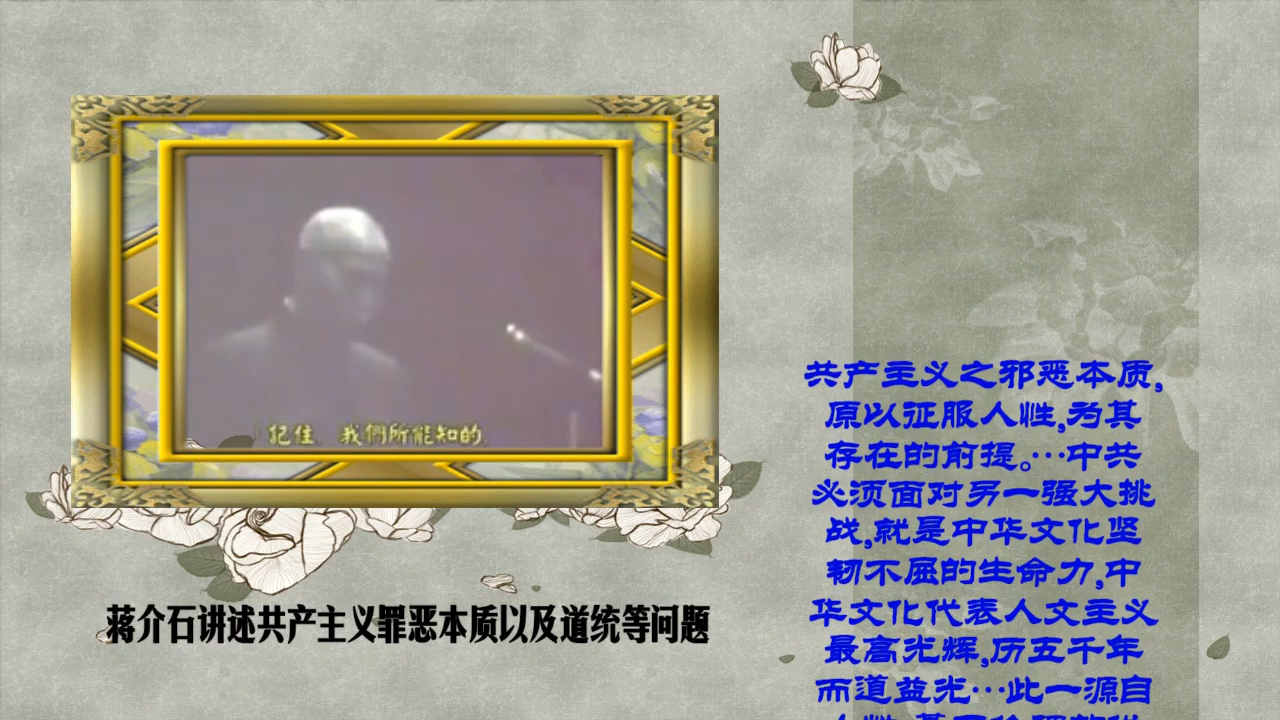 記住，我們所能知的
蒋介石讲述共产主义罪恶本质以及道统等问题
共产主义之邪恶本质,
原以征服人性,为其
存在的前提。…中共
必须面对另一强大挑
战,就是中华文化坚
韧不屈的生命力,中
华文化代表人文主义
最高光辉,历五千年
而道益光…此一源自